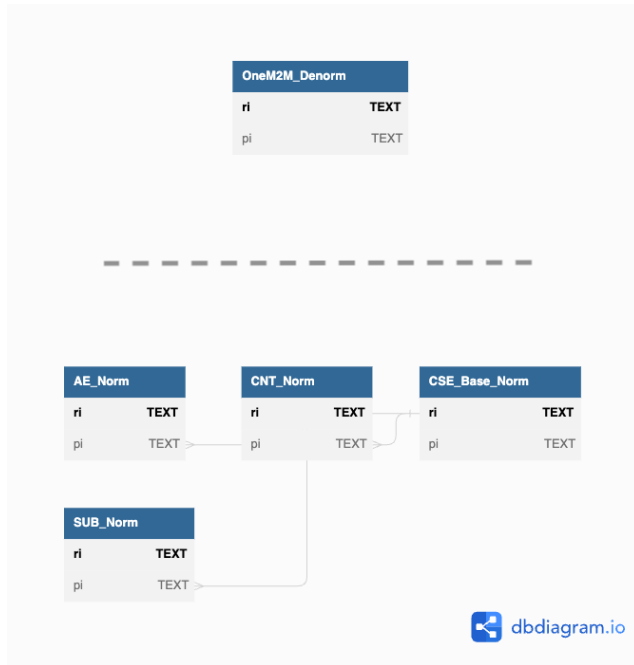 OneM2M_Denorm
ri TEXT
pi TEXT
AE_Norm CNT_Norm CSE_Base_Norm
ri TEXT ri TEXT ri TEXT
pi TEXT pi TEXT pi TEXT
SUB_Norm
ri TEXT
pi TEXT
dbdiagram.io